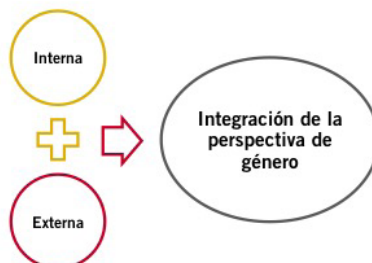 Interna
Externa
Integración de la
perspectiva de
género